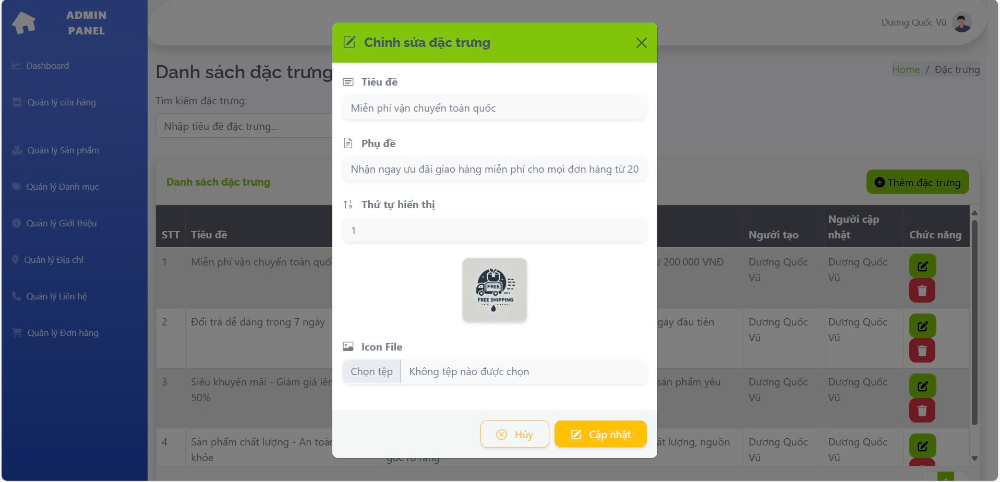 ADMIN
PANEL
Dashboard
Quản lý cửa hàng
Quản lý Sản phẩm
Quản lý Danh mục
Quản lý Giới thiệu
Quản lý Địa chỉ
Quản lý Liên hệ
Quản lý Đơn hàng
Dương Quốc Vũ
Danh sách đặc trưng
Home / Đặc trưng
Tìm kiếm đặc trưng:
Nhập tiêu đề đặc trưng...
Danh sách đặc trưng
Thêm đặc trưng
Chỉnh sửa đặc trưng
Tiêu đề
Miễn phí vận chuyển toàn quốc
Phụ đề
Nhận ngay ưu đãi giao hàng miễn phí cho mọi đơn hàng từ 20
Thứ tự hiển thị
1
FREE
FREE SHIPPING
Icon File
Chọn tệp Không tệp nào được chọn
Hủy Cập nhật
STT Tiêu đề Người tạo Người cập nhật Chức năng
1 Miễn phí vận chuyển toàn quố 200.000 VNĐ Dương Quốc Vũ Dương Quốc Vũ
2 Đổi trả dễ dàng trong 7 ngày gày đầu tiên Dương Quốc Vũ Dương Quốc Vũ
3 Siêu khuyến mãi - Giảm giá lên sản phẩm yêu Dương Quốc Vũ Dương Quốc Vũ
50%
4 Sản phẩm chất lượng - An toàn ất lượng, nguồn Dương Quốc Vũ Dương Quốc Vũ
khỏe gốc rõ ràng
1